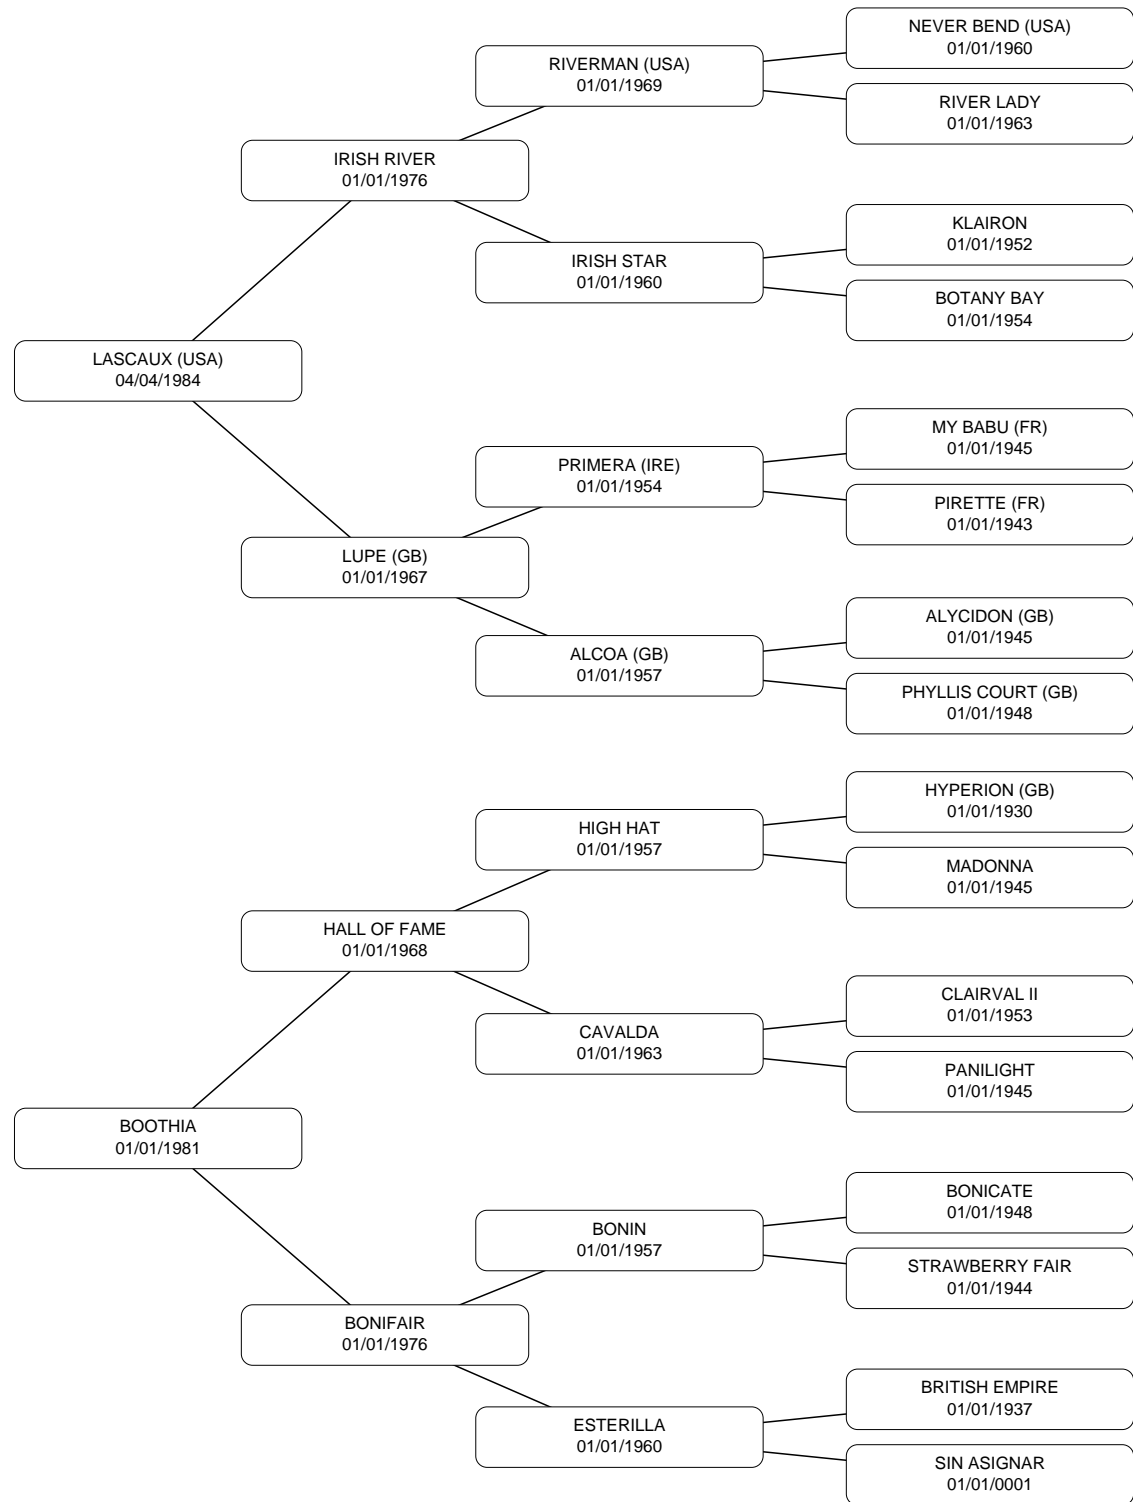 NEVER BEND (USA)
01/01/1960
RIVERMAN (USA)
01/01/1969
RIVER LADY
01/01/1963
IRISH RIVER
01/01/1976
KLAIRON
01/01/1952
IRISH STAR
01/01/1960
BOTANY BAY
01/01/1954
LASCAUX (USA)
04/04/1984
MY BABU (FR)
01/01/1945
PRIMERA (IRE)
01/01/1954
PIRETTE (FR)
01/01/1943
LUPE (GB)
01/01/1967
ALYCIDON (GB)
01/01/1945
ALCOA (GB)
01/01/1957
PHYLLIS COURT (GB)
01/01/1948
HYPERION (GB)
01/01/1930
HIGH HAT
01/01/1957
MADONNA
01/01/1945
HALL OF FAME
01/01/1968
CLAIRVAL II
01/01/1953
CAVALDA
01/01/1963
PANILIGHT
01/01/1945
BOOTHIA
01/01/1981
BONICATE
01/01/1948
BONIN
01/01/1957
STRAWBERRY FAIR
01/01/1944
BONIFAIR
01/01/1976
BRITISH EMPIRE
01/01/1937
ESTERILLA
01/01/1960
SIN ASIGNAR
01/01/0001